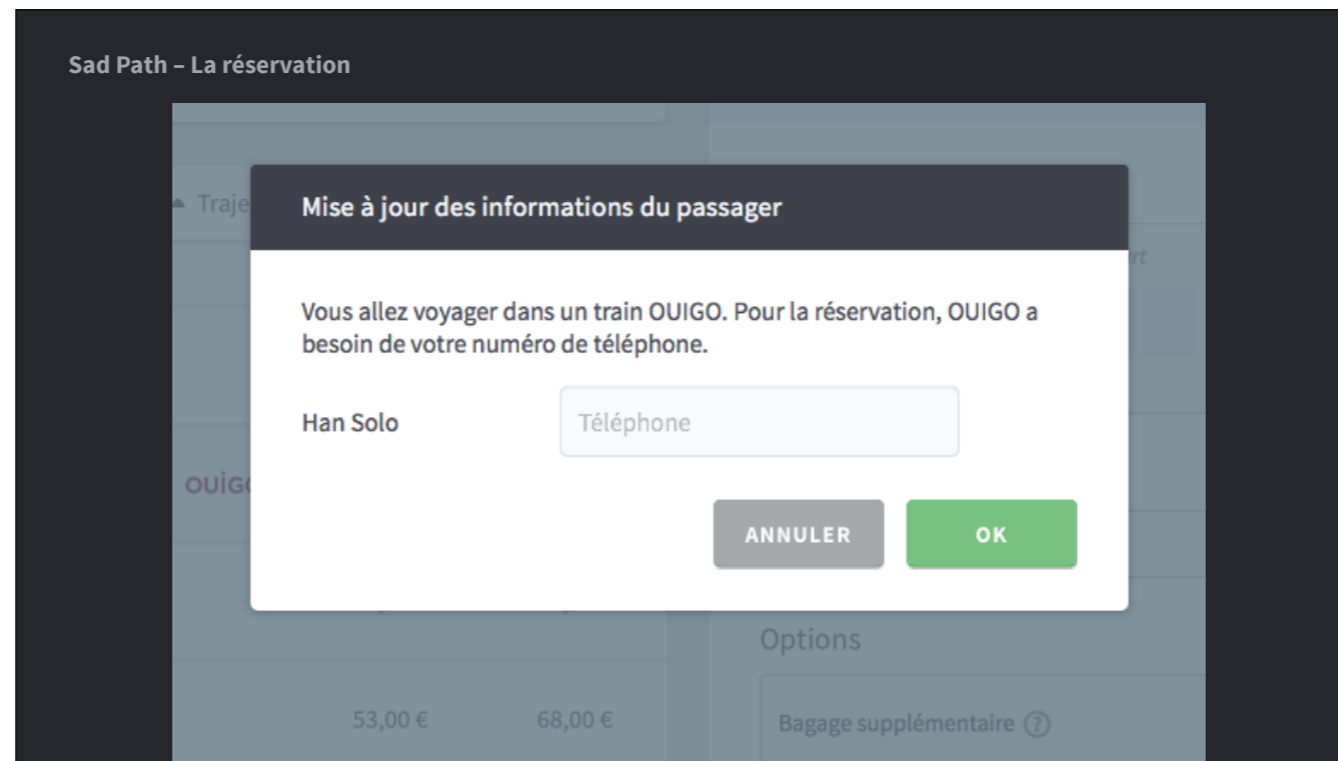 Sad Path – La réservation
Traje
Mise à jour des informations du passager
rt
Vous allez voyager dans un train OUIGO. Pour la réservation, OUIGO a
besoin de votre numéro de téléphone.
Han Solo
Téléphone
ouigo
ANNULER
OK
Options
53,00 €
68,00 €
Bagage supplémentaire ?